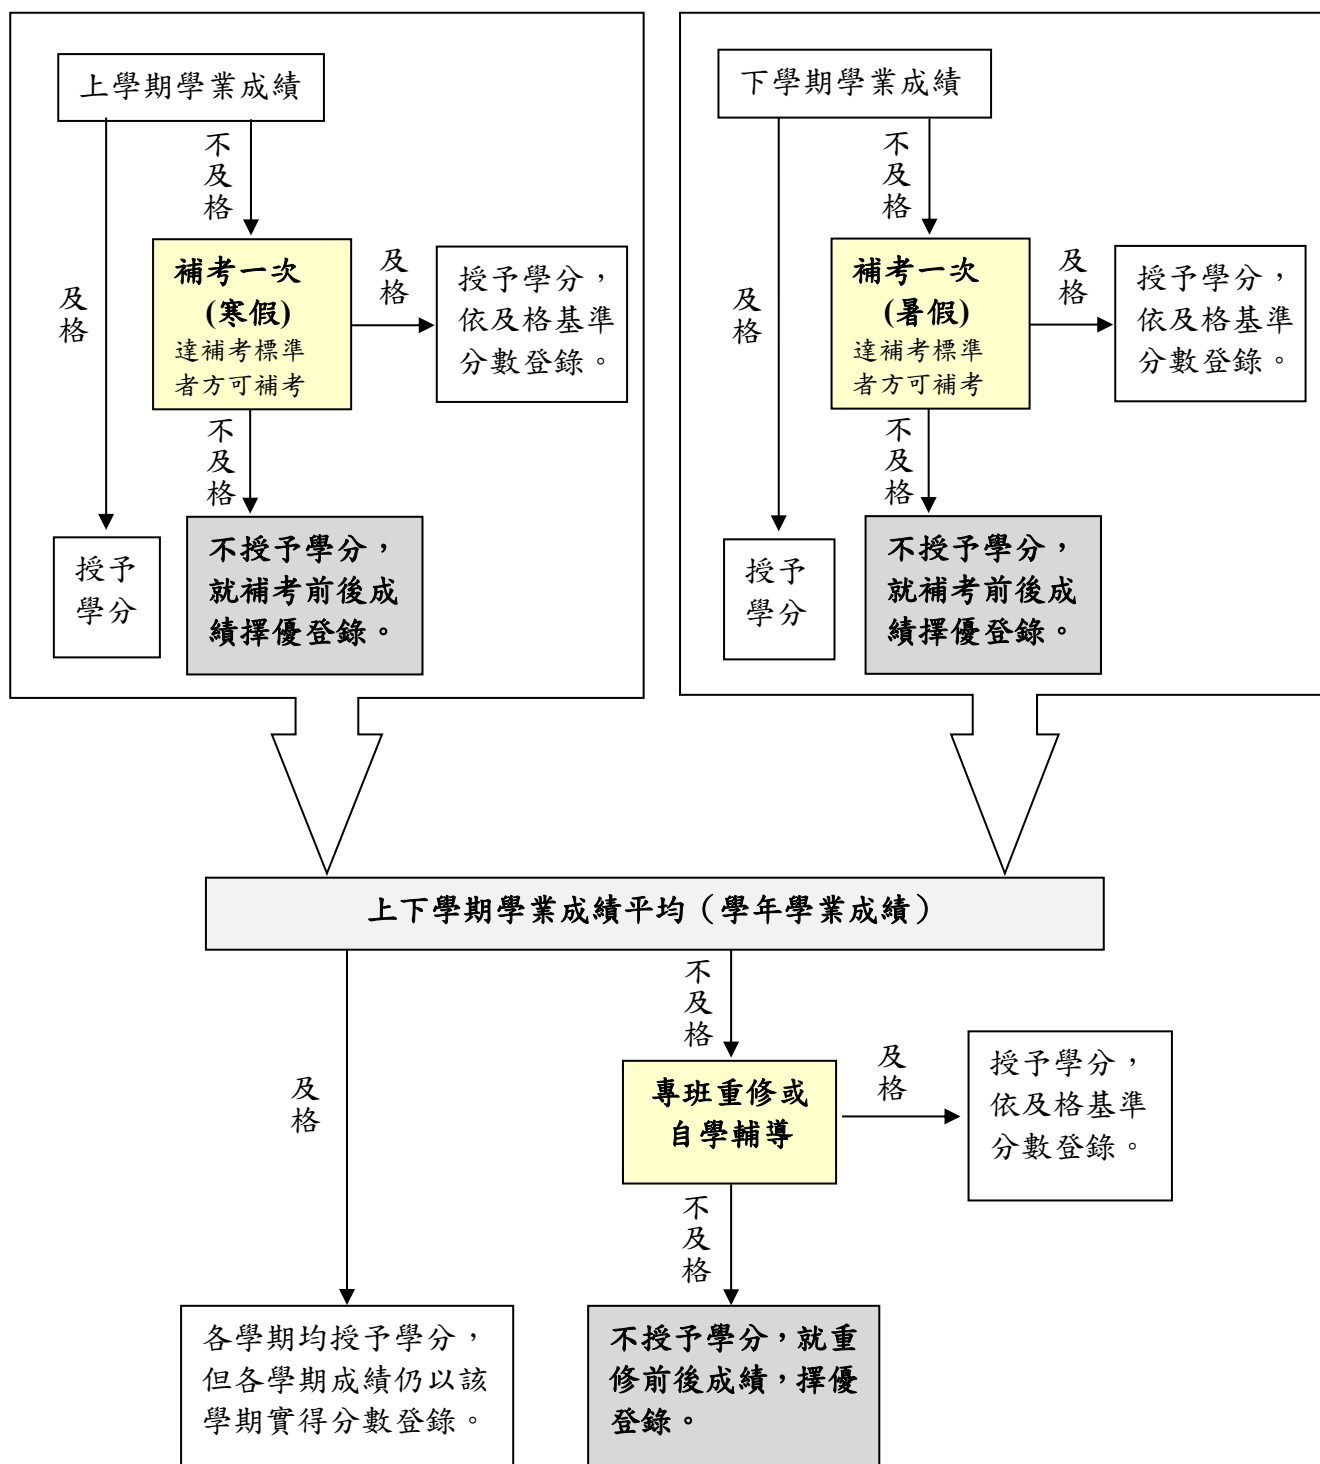 上學期學業成績
不
及
格
及
格
補考一次
(寒假)
達補考標準
者方可補考
及
格
授予學分，
依及格基準
分數登錄。
不
及
格
授予
學分
不授予學分，
就補考前後成
績擇優登錄。
下學期學業成績
不
及
格
及
格
補考一次
(暑假)
達補考標準
者方可補考
及
格
授予學分，
依及格基準
分數登錄。
不
及
格
授予
學分
不授予學分，
就補考前後成
績擇優登錄。
上下學期學業成績平均（學年學業成績）
及
格
不
及
格
專班重修或
自學輔導
及
格
授予學分，
依及格基準
分數登錄。
不
及
格
各學期均授予學分，
但各學期成績仍以該
學期實得分數登錄。
不授予學分，就重
修前後成績，擇優
登錄。